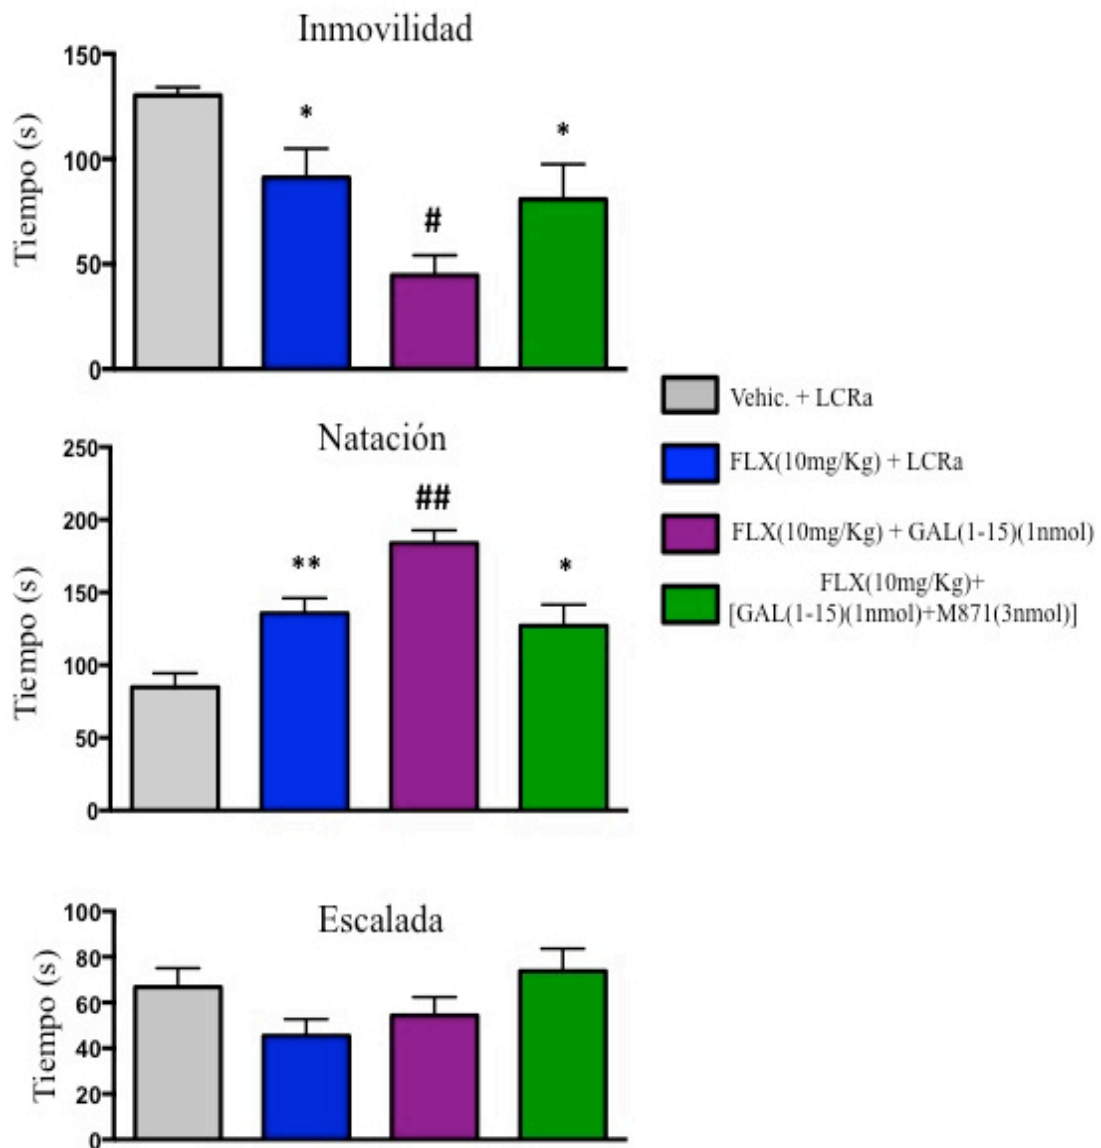 Inmovilidad
Tiempo (s)
150
100
50
0
*
#
*
Natación
Tiempo (s)
250
200
150
100
50
0
**
##
*
Escalada
Tiempo (s)
100
80
60
40
20
0
Vehic. + LCRa
FLX(10mg/Kg) + LCRa
FLX(10mg/Kg) + GAL(1-15)(1nmol)
FLX(10mg/Kg)+
[GAL(1-15)(1nmol)+M871(3nmol)]